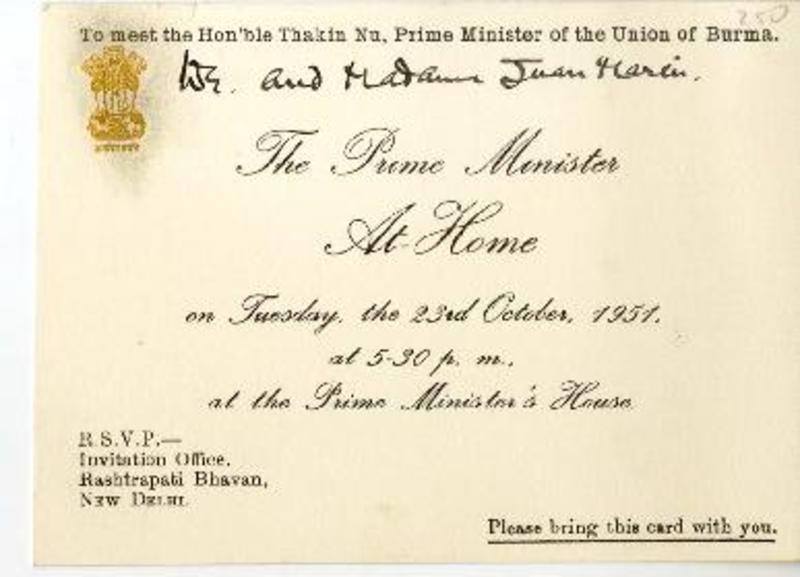 250
To meet the Hon'ble Thakin Nu, Prime Minister of the Union of Burma.
Dr. and Madame Juan Marin.
The Prime Minister
At-Home
on Tuesday, the 23rd October, 1951,
at 5-30 p. m.,
at the Prime Minister's House
R.S.V.P.—
Invitation Office,
Rashtrapati Bhavan,
New Delhi.
Please bring this card with you.